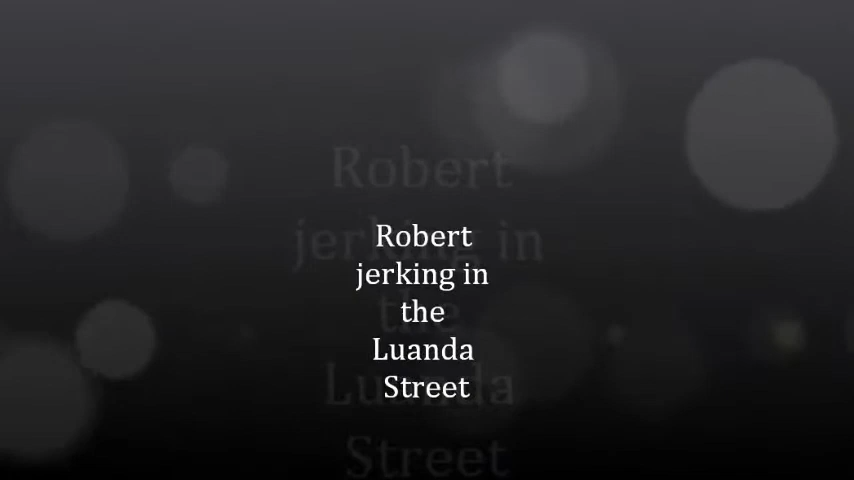 Robert
jerking in
the
Luanda
Street